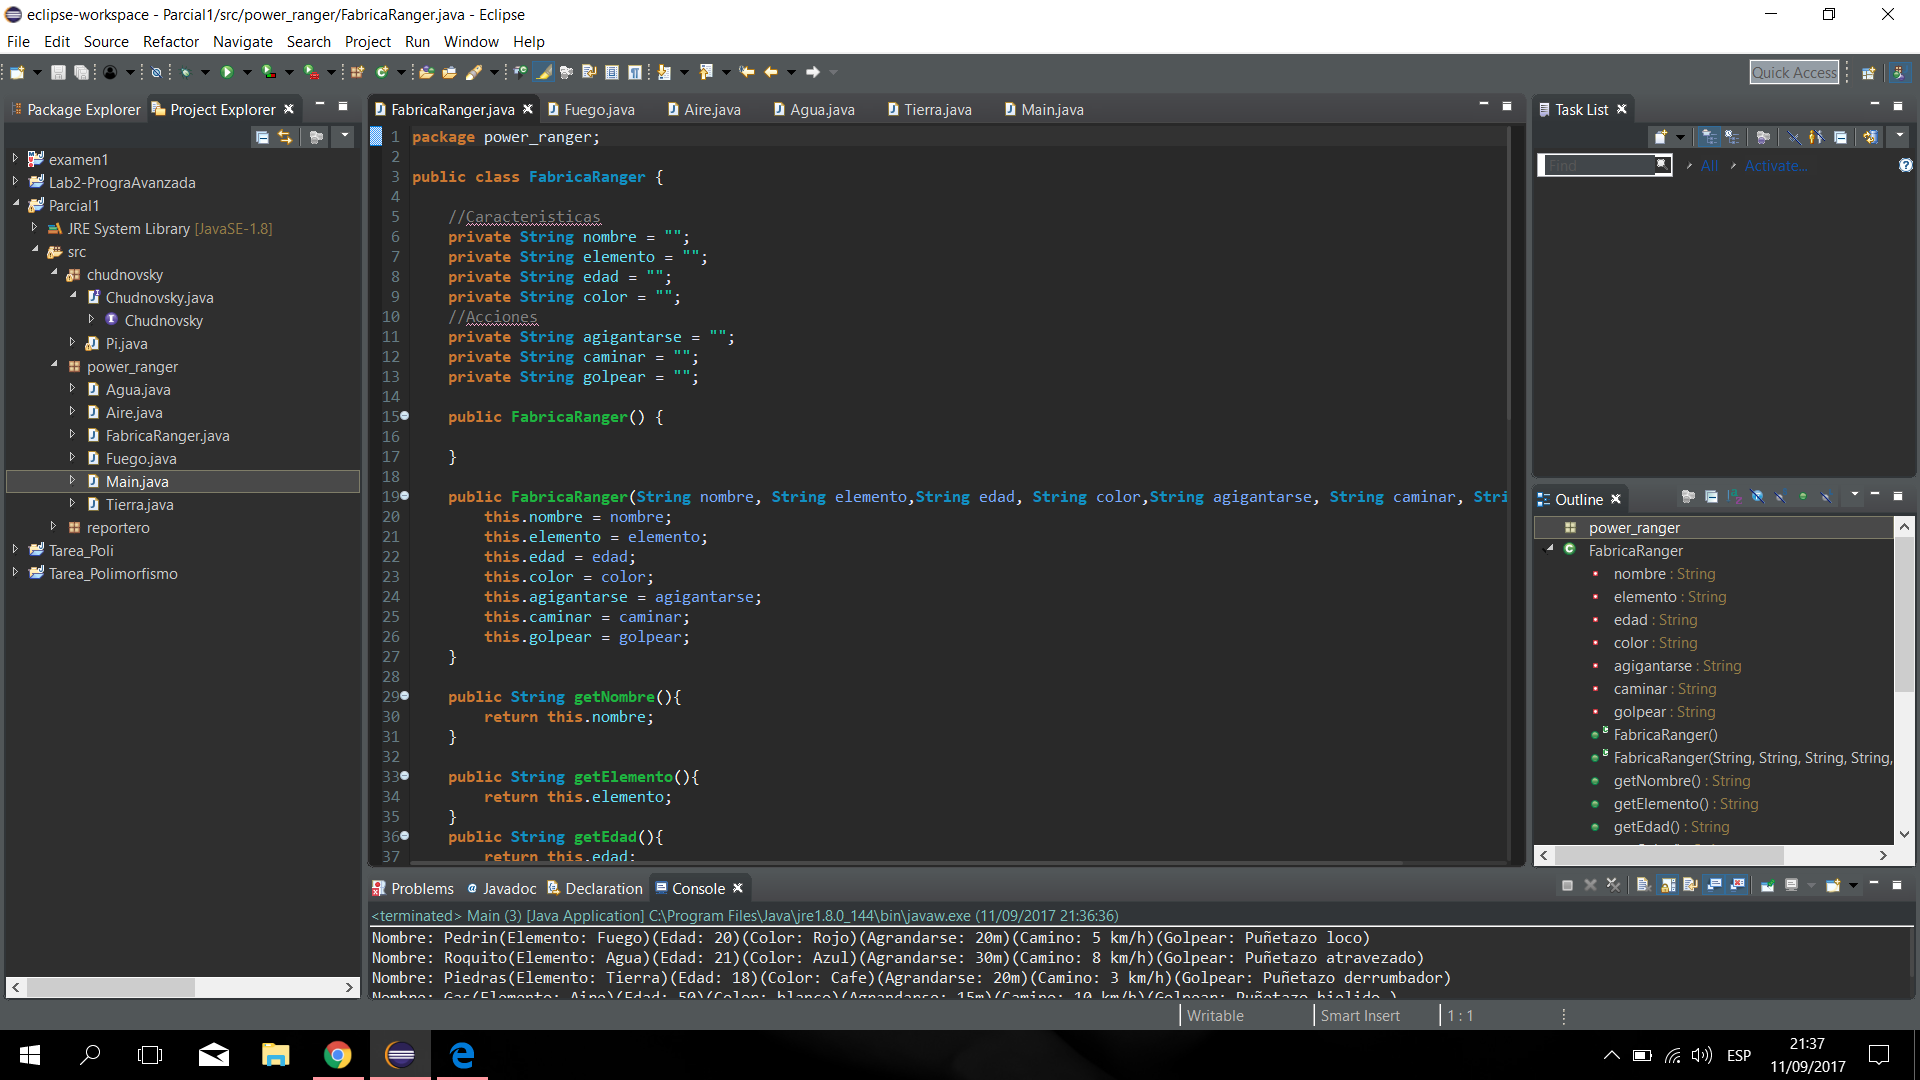 eclipse-workspace - Parcial1/src/power_ranger/FabricaRanger.java - Eclipse
File Edit Source Refactor Navigate Search Project Run Window Help
Quick Access
Package Explorer Project Explorer
examen1
Lab2-PrograAvanzada
Parcial1
JRE System Library [JavaSE-1.8]
src
chudnovsky
Chudnovsky.java
Chudnovsky
Pi.java
power_ranger
Agua.java
Aire.java
FabricaRanger.java
Fuego.java
Main.java
Tierra.java
reportero
Tarea_Poli
Tarea_Polimorfismo
FabricaRanger.java Fuego.java Aire.java Agua.java Tierra.java Main.java
1 package power_ranger;
2
3 public class FabricaRanger {
4
5 //Caracteristicas
6 private String nombre = "";
7 private String elemento = "";
8 private String edad = "";
9 private String color = "";
10 //Acciones
11 private String agigantarse = "";
12 private String caminar = "";
13 private String golpear = "";
14
15 public FabricaRanger() {
16
17 }
18
19 public FabricaRanger(String nombre, String elemento,String edad, String color,String agigantarse, String caminar, Stri
20 this.nombre = nombre;
21 this.elemento = elemento;
22 this.edad = edad;
23 this.color = color;
24 this.agigantarse = agigantarse;
25 this.caminar = caminar;
26 this.golpear = golpear;
27 }
28
29 public String getNombre(){
30 return this.nombre;
31 }
32
33 public String getElemento(){
34 return this.elemento;
35 }
36 public String getEdad(){
37 return this.edad;
Task List
Find All Activate...
Outline
power_ranger
FabricaRanger
nombre : String
elemento : String
edad : String
color : String
agigantarse : String
caminar : String
golpear : String
FabricaRanger()
FabricaRanger(String, String, String, String,
getNombre() : String
getElemento() : String
getEdad() : String
Problems Javadoc Declaration Console
<terminated> Main (3) [Java Application] C:\Program Files\Java\jre1.8.0_144\bin\javaw.exe (11/09/2017 21:36:36)
Nombre: Pedrin(Elemento: Fuego)(Edad: 20)(Color: Rojo)(Agrandarse: 20m)(Camino: 5 km/h)(Golpear: Puñetazo loco)
Nombre: Roquito(Elemento: Agua)(Edad: 21)(Color: Azul)(Agrandarse: 30m)(Camino: 8 km/h)(Golpear: Puñetazo atravezado)
Nombre: Piedras(Elemento: Tierra)(Edad: 18)(Color: Cafe)(Agrandarse: 20m)(Camino: 3 km/h)(Golpear: Puñetazo derrumbador)
Nombre: Gas(Elemento: Aire)(Edad: 50)(Color: blanco)(Agrandarse: 15m)(Camino: 10 km/h)(Golpear: Puñetazo hielido )
Writable Smart Insert 1 : 1
ESP
21:37
11/09/2017